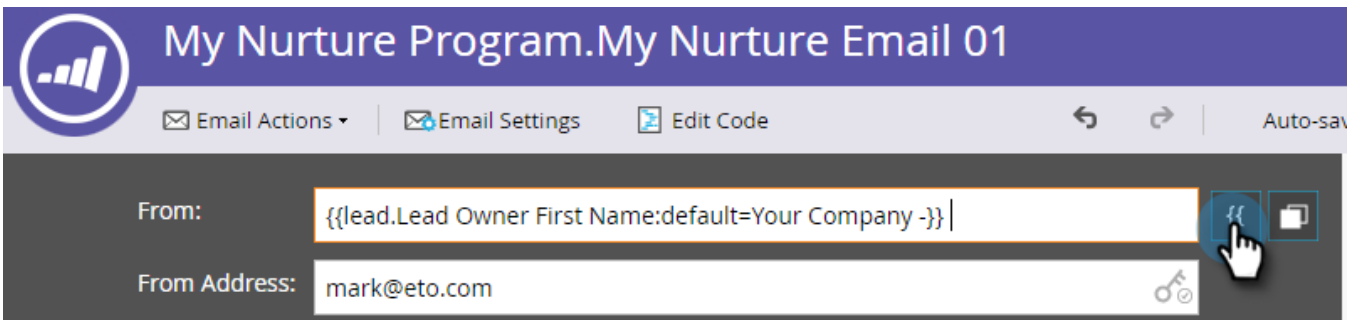 My Nurture Program.My Nurture Email 01
Email Actions Email Settings Edit Code Auto-sav
From: {{lead.Lead Owner First Name:default=Your Company -}} {{
From Address: mark@eto.com